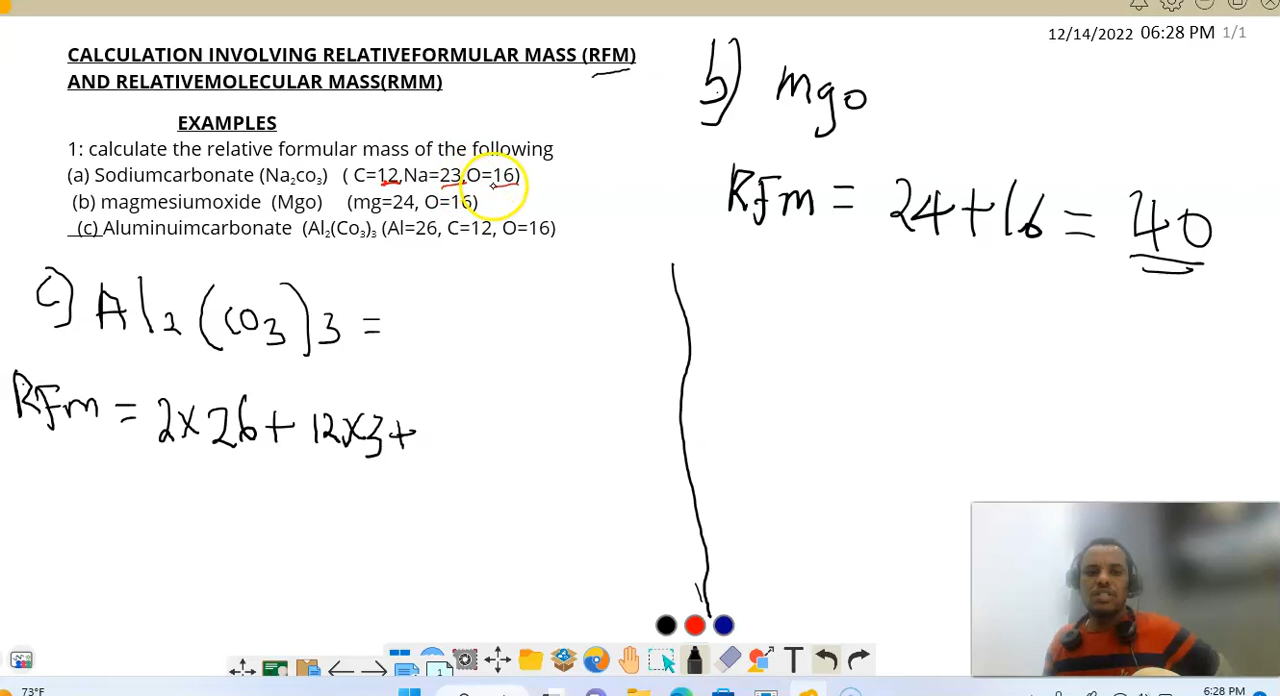 12/14/2022 06:28 PM 1/1
CALCULATION INVOLVING RELATIVEFORMULAR MASS (RFM)
AND RELATIVEMOLECULAR MASS(RMM)
EXAMPLES
1: calculate the relative formular mass of the following
(a) Sodiumcarbonate (Na₂co₃) ( C=12,Na=23,O=16)
(b) magmesiumoxide (Mgo) (mg=24, O=16)
(c) Aluminuimcarbonate (Al₂(Co₃)₃ (Al=26, C=12, O=16)
b) mgo
RFm = 24+16 = 40
c) Al₂(CO₃)₃ =
RFm = 2×26+ 12×3+
1
T
73°F
6:28 PM